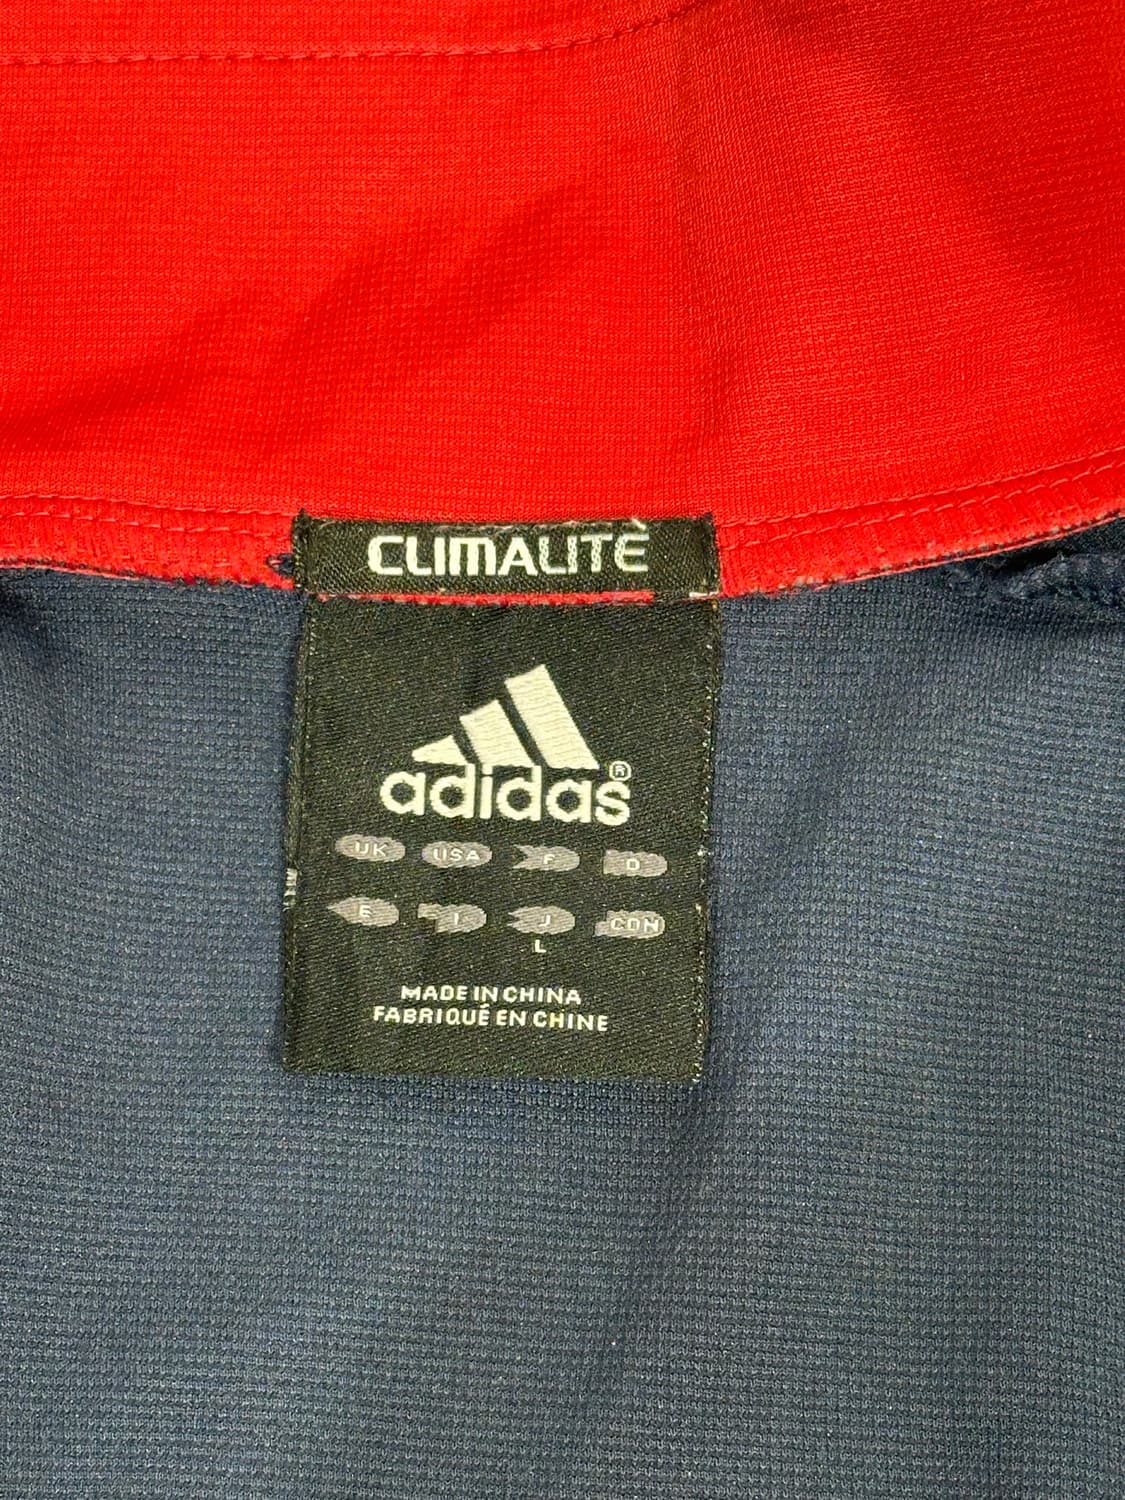 CLIMALITE
adidas®
UK USA F D
E I J CDN
L
MADE IN CHINA
FABRIQUÉ EN CHINE